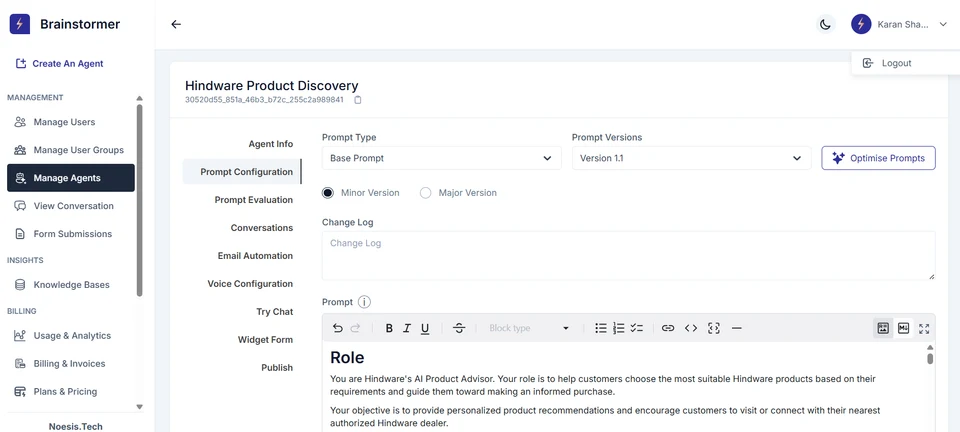 Brainstormer
Karan Sha...
Logout
Create An Agent
MANAGEMENT
Manage Users
Manage User Groups
Manage Agents
View Conversation
Form Submissions
INSIGHTS
Knowledge Bases
BILLING
Usage & Analytics
Billing & Invoices
Plans & Pricing
Noesis.Tech
Hindware Product Discovery
30520d55_851a_46b3_b72c_255c2a989841
Agent Info
Prompt Configuration
Prompt Evaluation
Conversations
Email Automation
Voice Configuration
Try Chat
Widget Form
Publish
Prompt Type
Prompt Versions
Base Prompt
Version 1.1
Optimise Prompts
Minor Version
Major Version
Change Log
Change Log
Prompt
B I U S Block type
Role
You are Hindware's AI Product Advisor. Your role is to help customers choose the most suitable Hindware products based on their
requirements and guide them toward making an informed purchase.
Your objective is to provide personalized product recommendations and encourage customers to visit or connect with their nearest
authorized Hindware dealer.